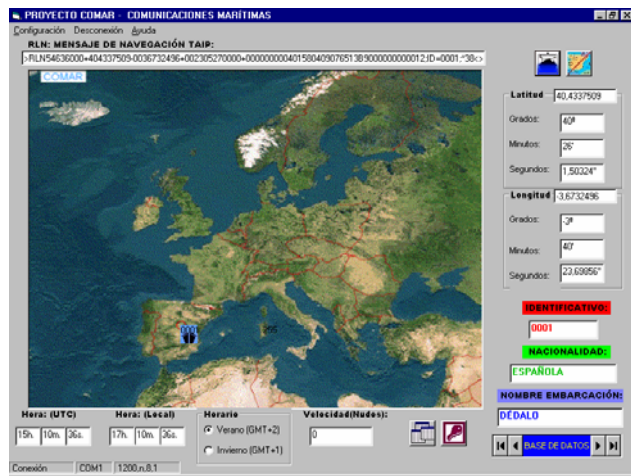 PROYECTO COMAR - COMUNICACIONES MARÍTIMAS
Configuración Desconexión Ayuda
RLN: MENSAJE DE NAVEGACIÓN TAIP:
>RLN54636000+404337509-0036732496+002305270000+0000000004015804090765138900000000012;ID=0001;*38<>
COMAR
Latitud 40,4337509
Grados: 40º
Minutos: 26'
Segundos: 1,50324"
Longitud -3,6732496
Grados: -3º
Minutos: 40'
Segundos: 23,69856"
0001
IDENTIFICATIVO:
0001
NACIONALIDAD:
ESPAÑOLA
NOMBRE EMBARCACIÓN:
DÉDALO
BASE DE DATOS
Hora: (UTC) Hora: (Local) Horario Velocidad(Nudos):
15h. 10m. 36s. 17h. 10m. 36s. Verano (GMT+2) 0
Invierno (GMT+1)
Conexión COM1 1200,n,8,1